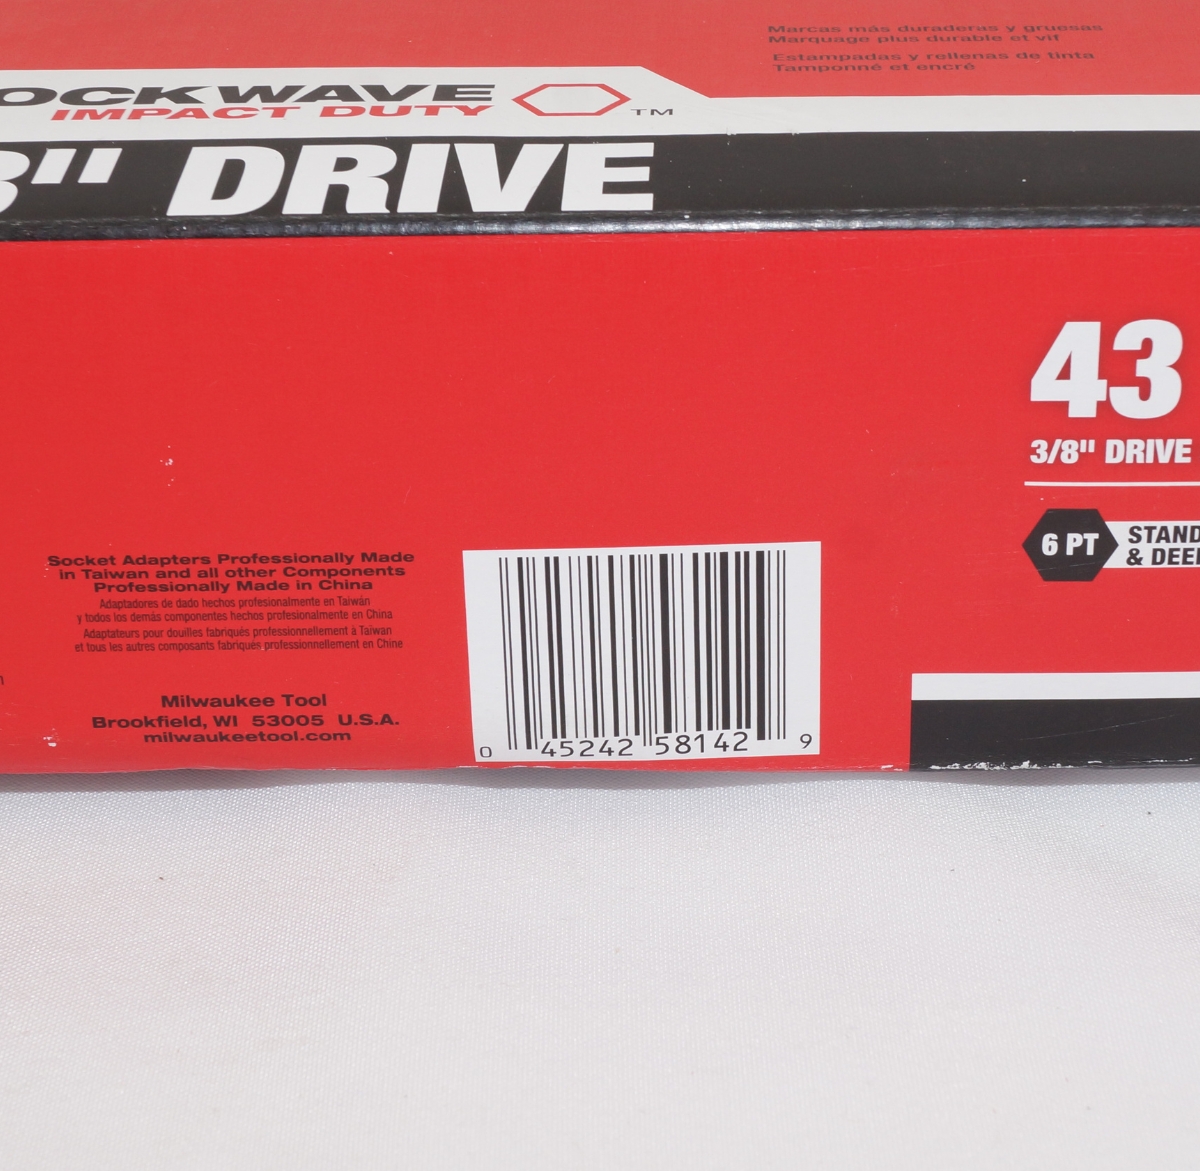 Marcas más duraderas y gruesas
Marquage plus durable et vif
Estampadas y rellenas de tinta
Tamponné et encré
OCKWAVE
IMPACT DUTY
TM
8" DRIVE
43
3/8" DRIVE
6 PT
STAND
& DEEP
Socket Adapters Professionally Made
in Taiwan and all other Components
Professionally Made in China
Adaptadores de dado hechos profesionalmente en Taiwán
y todos los demás componentes hechos profesionalmente en China
Adaptateurs pour douilles fabriqués professionnellement à Taïwan
et tous les autres composants fabriqués professionnellement en Chine
Milwaukee Tool
Brookfield, WI 53005 U.S.A.
milwaukeetool.com
0 45242 58142 9